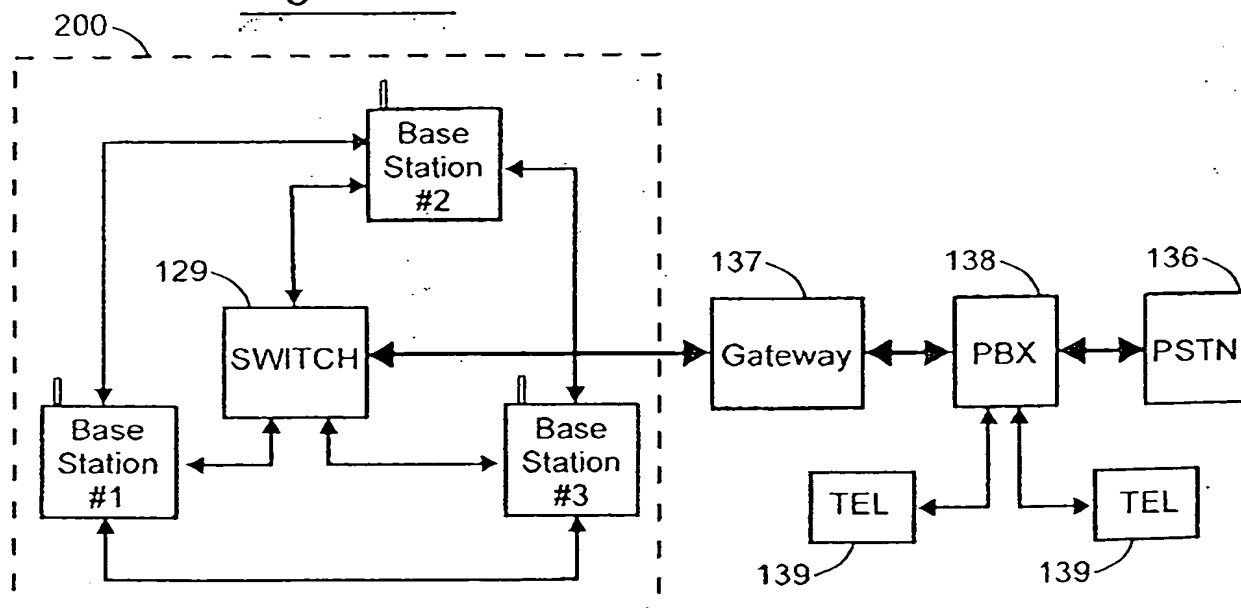 200
Base
Station
#2
129
SWITCH
137
138
136
Gateway
PBX
PSTN
Base
Station
#1
Base
Station
#3
TEL
TEL
139
139